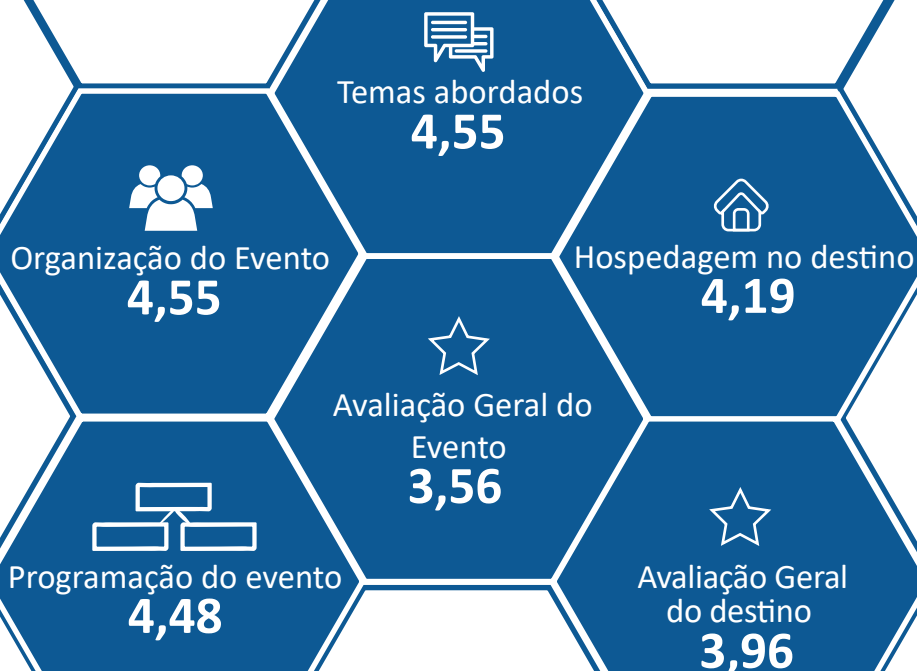 Temas abordados
4,55
Organização do Evento
4,55
Hospedagem no destino
4,19
Avaliação Geral do
Evento
3,56
Programação do evento
4,48
Avaliação Geral
do destino
3,96